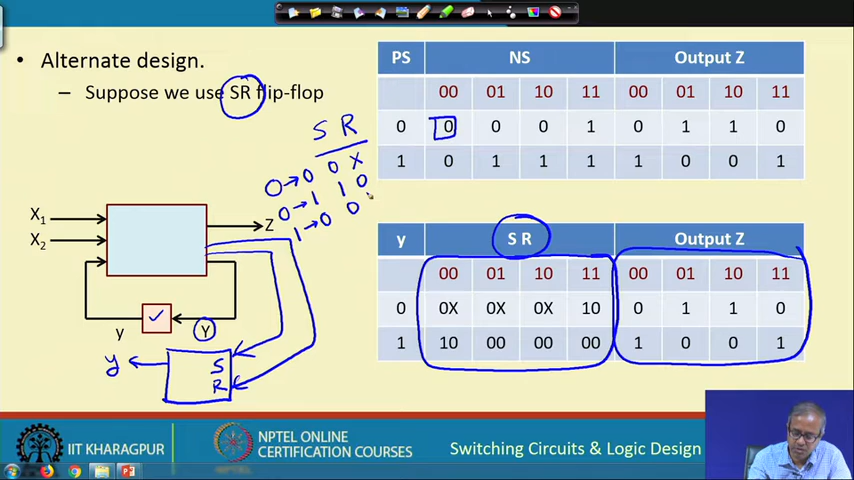 • Alternate design.
– Suppose we use SR flip-flop
S R
0→0 0 X
0→1 1 0
1→0 0
X1
X2
Z
y
Y
y
S
R
PS NS Output Z
00 01 10 11 00 01 10 11
0 0 0 0 1 0 1 1 0
1 0 1 1 1 1 0 0 1
y S R Output Z
00 01 10 11 00 01 10 11
0 0X 0X 0X 10 0 1 1 0
1 10 00 00 00 1 0 0 1
IIT KHARAGPUR
NPTEL ONLINE
CERTIFICATION COURSES
Switching Circuits & Logic Design